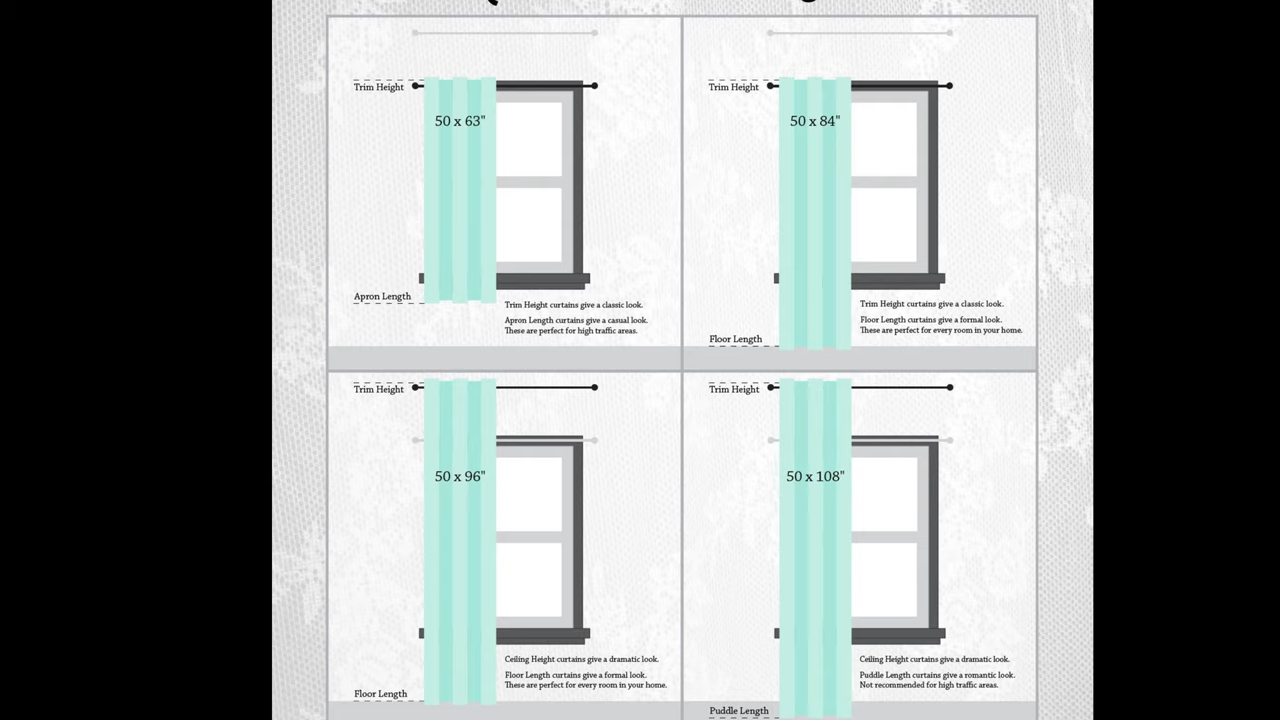 Trim Height
50 x 63"
Apron Length
Trim Height curtains give a classic look.
Apron Length curtains give a casual look.
These are perfect for high traffic areas.
Trim Height
50 x 84"
Floor Length
Trim Height curtains give a classic look.
Floor Length curtains give a formal look.
These are perfect for every room in your home.
Trim Height
50 x 96"
Floor Length
Ceiling Height curtains give a dramatic look.
Floor Length curtains give a formal look.
These are perfect for every room in your home.
Trim Height
50 x 108"
Puddle Length
Ceiling Height curtains give a dramatic look.
Puddle Length curtains give a romantic look.
Not recommended for high traffic areas.